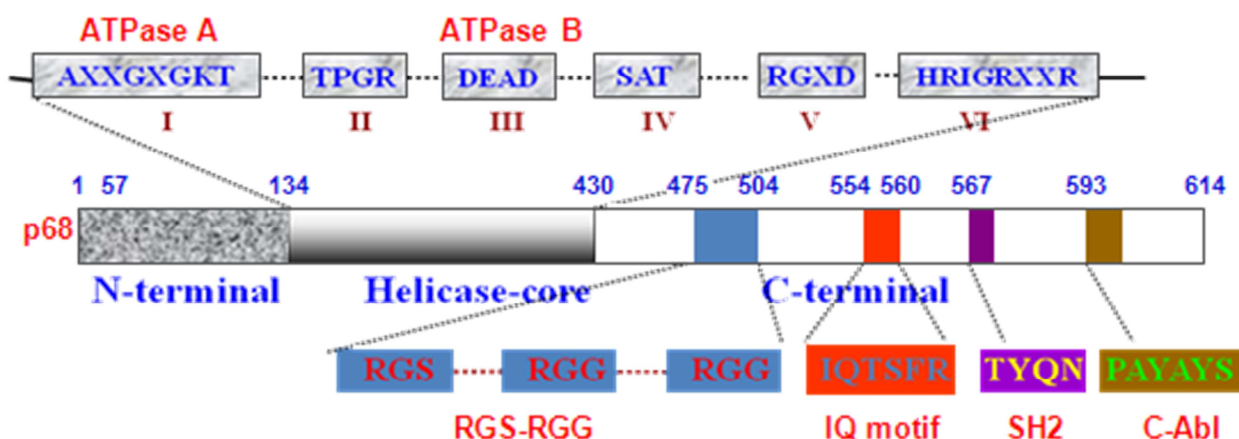 ATPase A ATPase B
AXXGXGKT TPGR DEAD SAT RGXD HRIGRXXR
I II III IV V VI
1 57 134 430 475 504 554 560 567 593 614
p68
N-terminal Helicase-core C-terminal
RGS RGG RGG IQTSFR TYQN PAYAYS
RGS-RGG IQ motif SH2 C-Abl